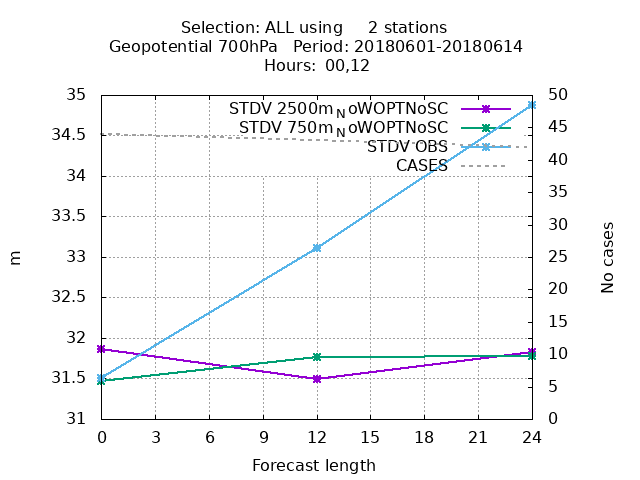 Selection: ALL using     2 stations
Geopotential 700hPa   Period: 20180601-20180614
Hours: 00,12
STDV 2500m_NoWOPTNoSC
STDV 750m_NoWOPTNoSC
STDV OBS
CASES
35
34.5
34
33.5
33
32.5
32
31.5
31
m
50
45
40
35
30
25
20
15
10
5
0
No cases
0 3 6 9 12 15 18 21 24
Forecast length